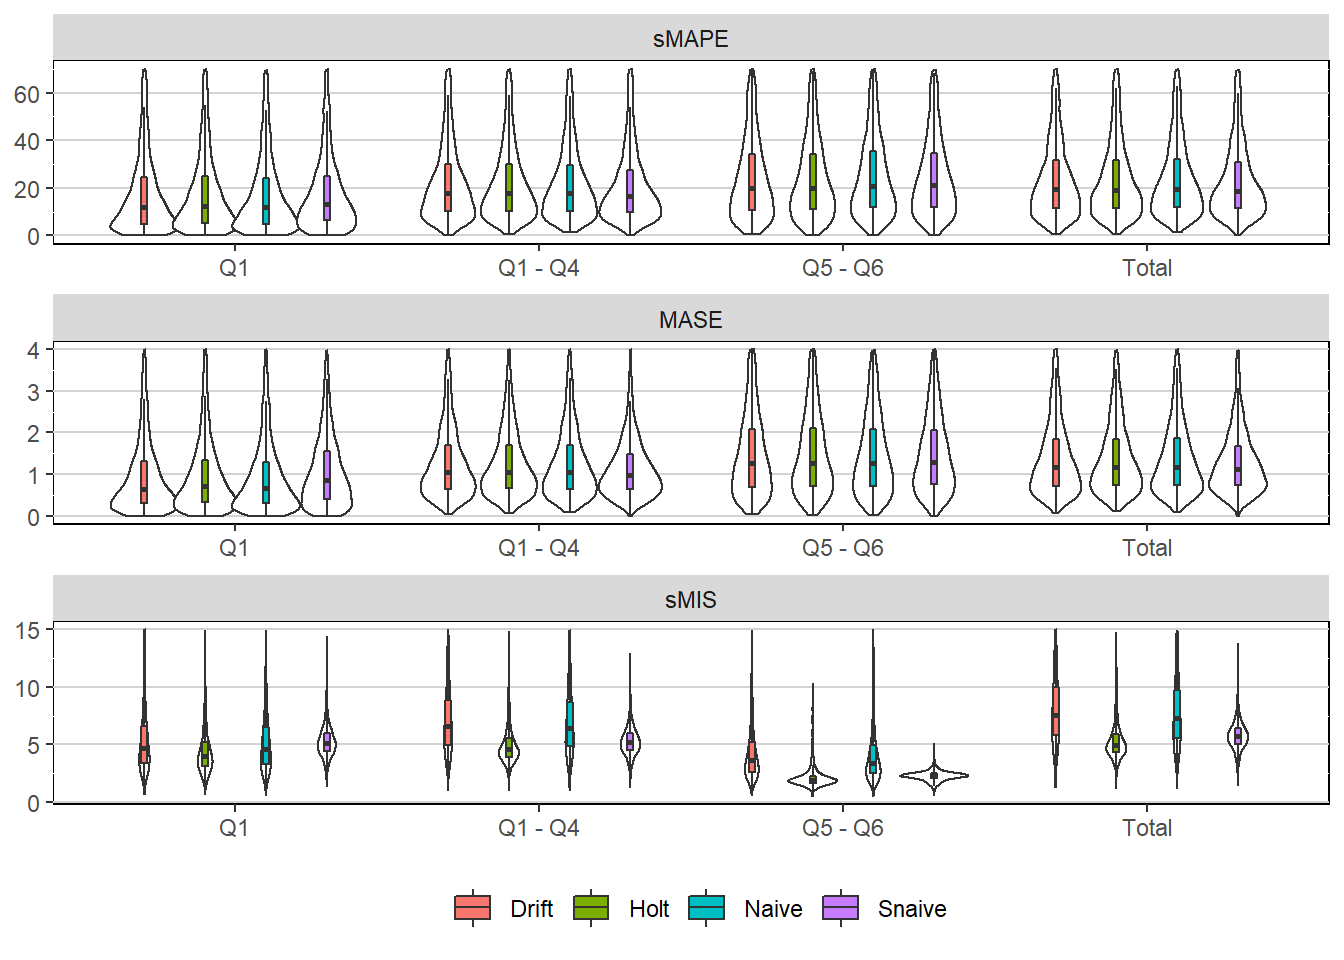 sMAPE
60
40
20
0
Q1 Q1 - Q4 Q5 - Q6 Total
MASE
4
3
2
1
0
Q1 Q1 - Q4 Q5 - Q6 Total
sMIS
15
10
5
0
Q1 Q1 - Q4 Q5 - Q6 Total
Drift Holt Naive Snaive